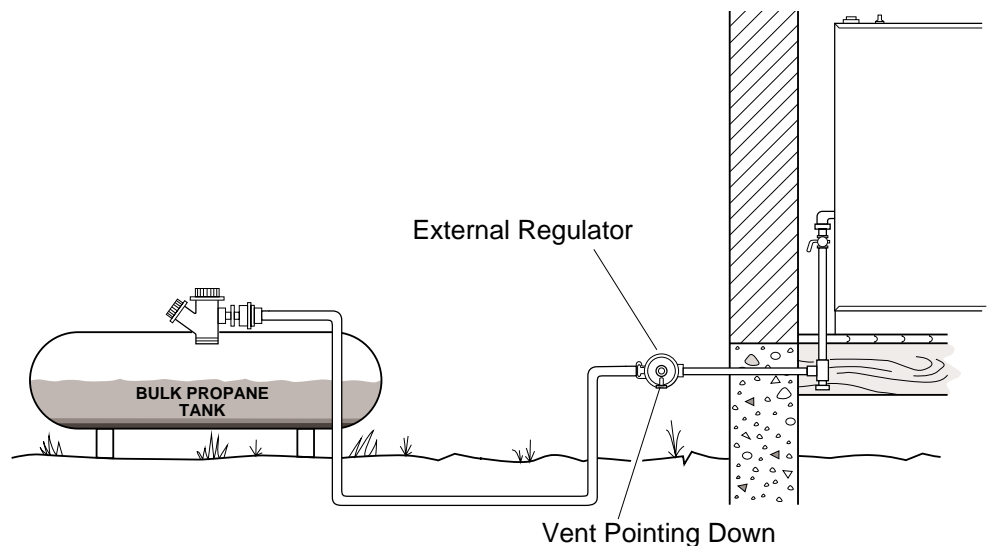 External Regulator
BULK PROPANE
TANK
Vent Pointing Down